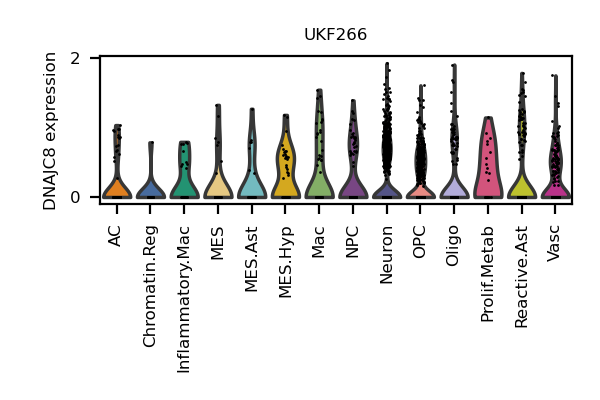 UKF266
DNAJC8 expression
2
0
AC
Chromatin.Reg
Inflammatory.Mac
MES
MES.Ast
MES.Hyp
Mac
NPC
Neuron
OPC
Oligo
Prolif.Metab
Reactive.Ast
Vasc